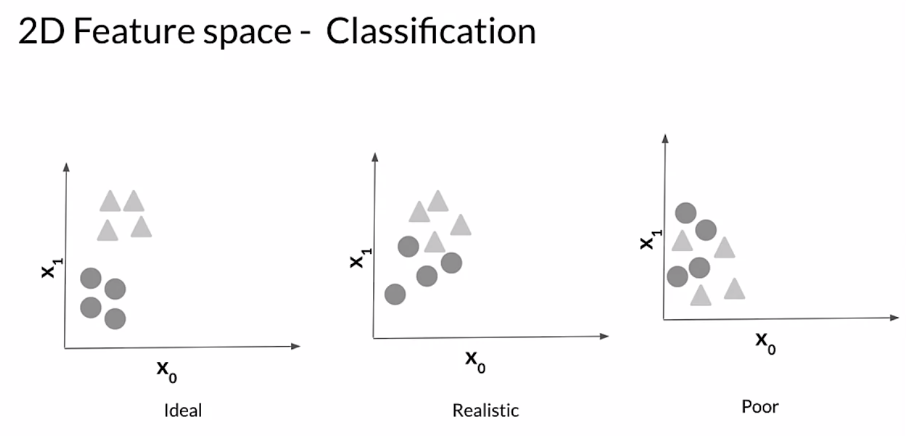 2D Feature space - Classification
x1
x0
Ideal
x1
x0
Realistic
x1
x0
Poor